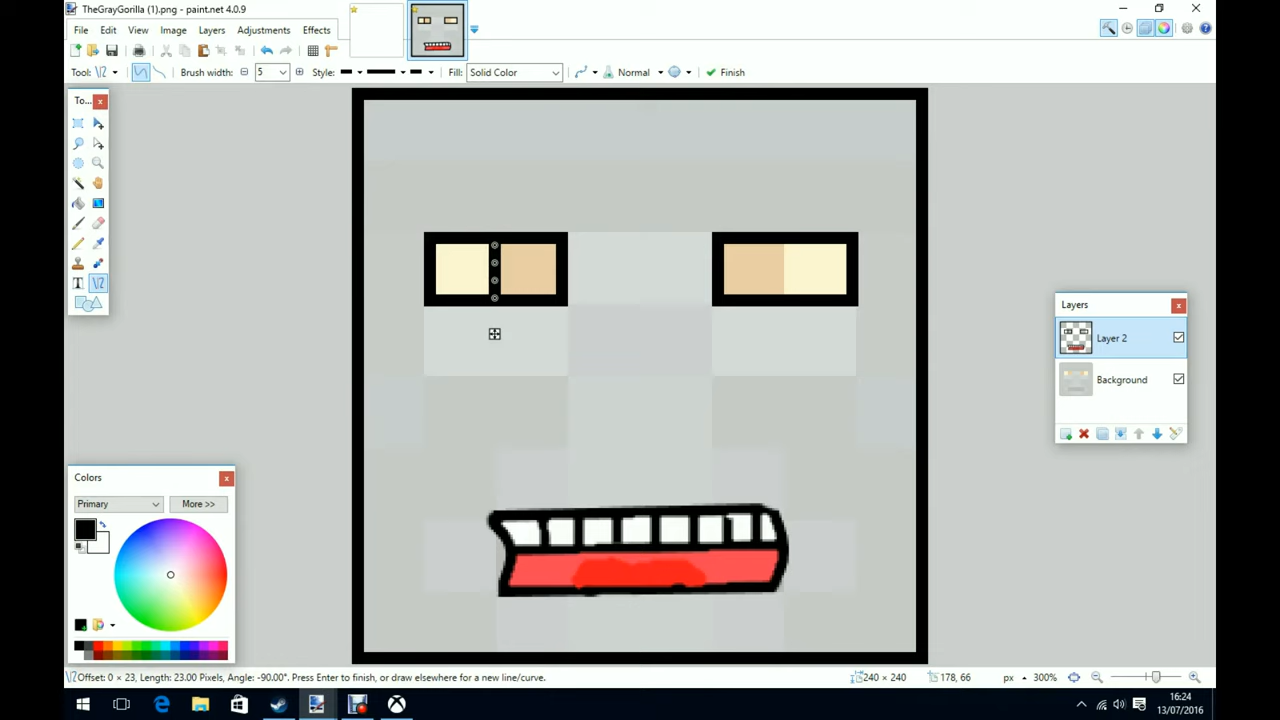 TheGrayGorilla (1).png - paint.net 4.0.9
File Edit View Image Layers Adjustments Effects
Tool: Brush width: 5 Style: Fill: Solid Color Normal Finish
To...
Layers
Layer 2
Background
Colors
Primary More >>
Offset: 0 × 23, Length: 23.00 Pixels, Angle: -90.00°. Press Enter to finish, or draw elsewhere for a new line/curve. 240 × 240 178, 66 px 300%
16:24
13/07/2016